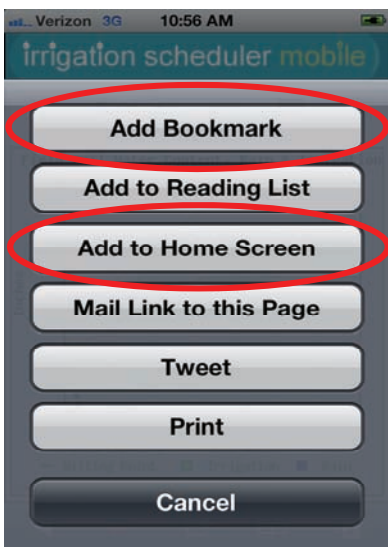 Verizon 3G 10:56 AM
irrigation scheduler mobile
Add Bookmark
Add to Reading List
Add to Home Screen
Mail Link to this Page
Tweet
Print
Cancel